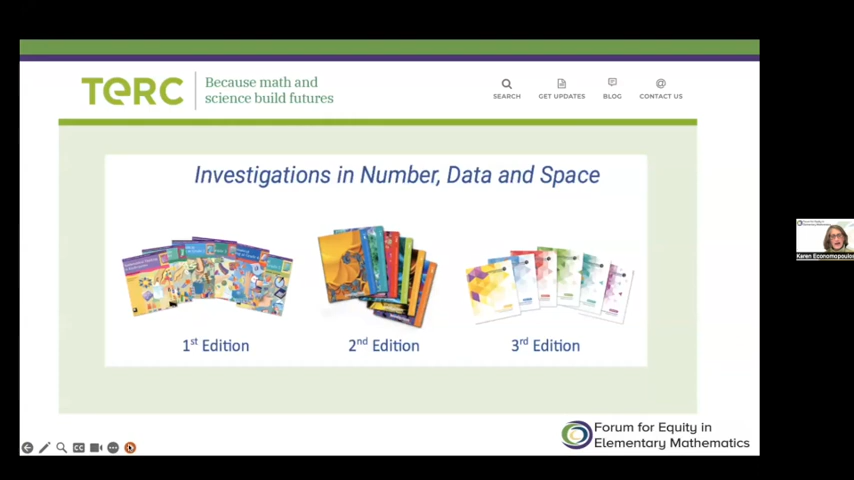 TERC
Because math and
science build futures
SEARCH
GET UPDATES
BLOG
CONTACT US
Investigations in Number, Data and Space
1st Edition
2nd Edition
3rd Edition
Forum for Equity in
Elementary Mathematics
CC
Karen Economopoulos